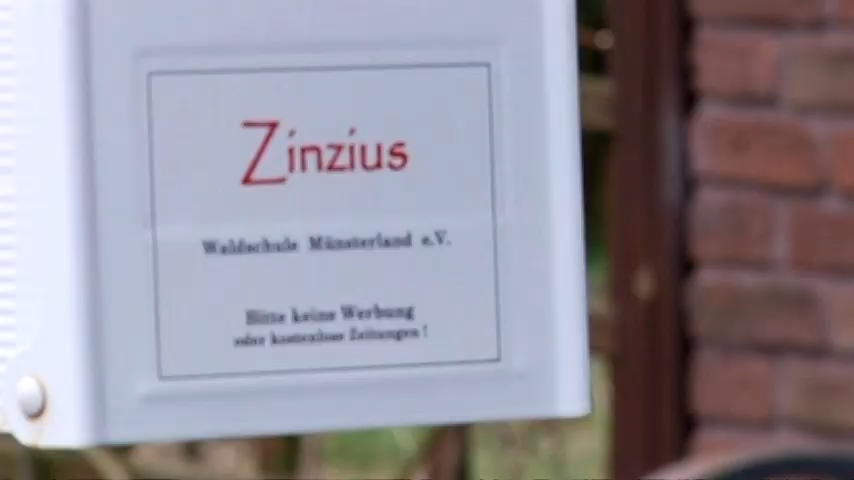 Zinzius
Waldschule Münsterland e.V.
Bitte keine Werbung
oder kostenlose Zeitungen!